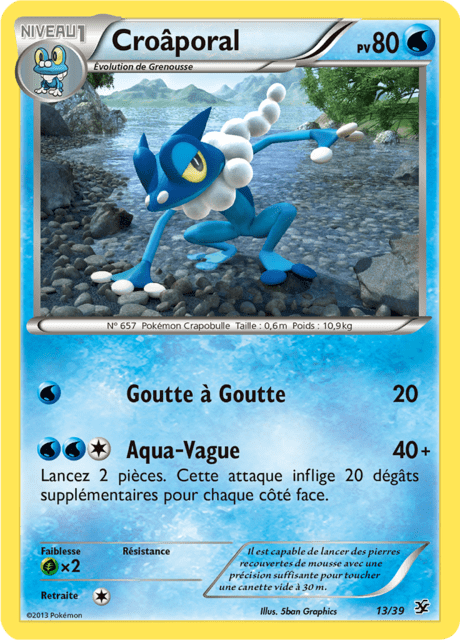 NIVEAU 1
Croâporal
PV 80
Évolution de Grenousse
N° 657 Pokémon Crapobulle Taille : 0,6m Poids : 10,9kg
Goutte à Goutte 20
Aqua-Vague 40+
Lancez 2 pièces. Cette attaque inflige 20 dégâts
supplémentaires pour chaque côté face.
Faiblesse Résistance
×2
Retraite
Il est capable de lancer des pierres
recouvertes de mousse avec une
précision suffisante pour toucher
une canette vide à 30 m.
©2013 Pokémon
Illus. 5ban Graphics 13/39